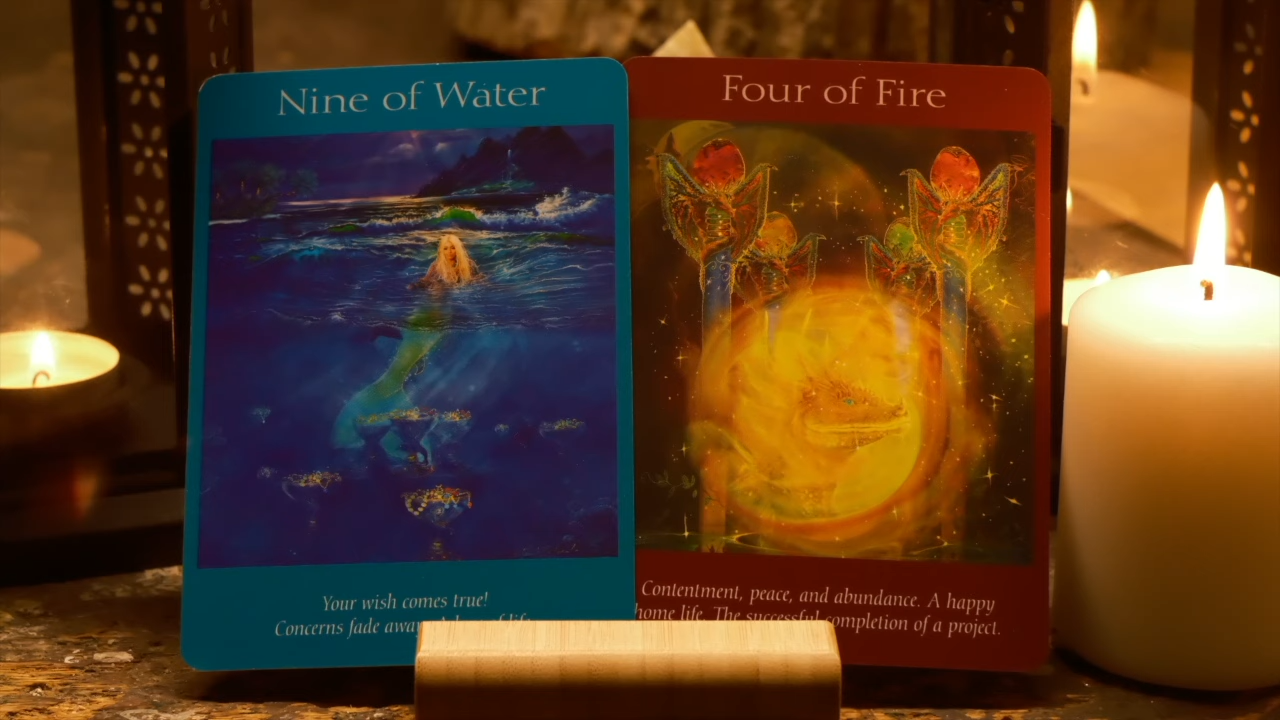 Nine of Water
Your wish comes true!
Concerns fade away
Four of Fire
Contentment, peace, and abundance. A happy
home life. The successful completion of a project.